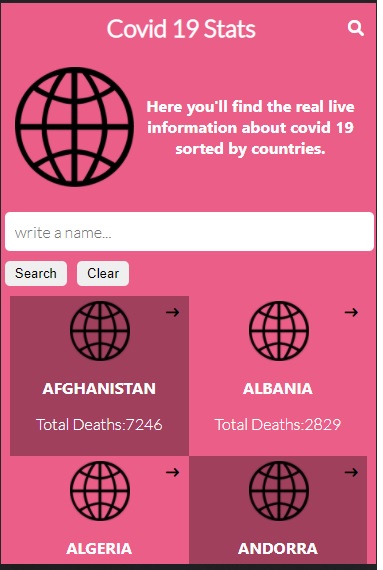 Covid 19 Stats
Here you'll find the real live
information about covid 19
sorted by countries.
write a name...
Search Clear
AFGHANISTAN
Total Deaths:7246
ALBANIA
Total Deaths:2829
ALGERIA
ANDORRA